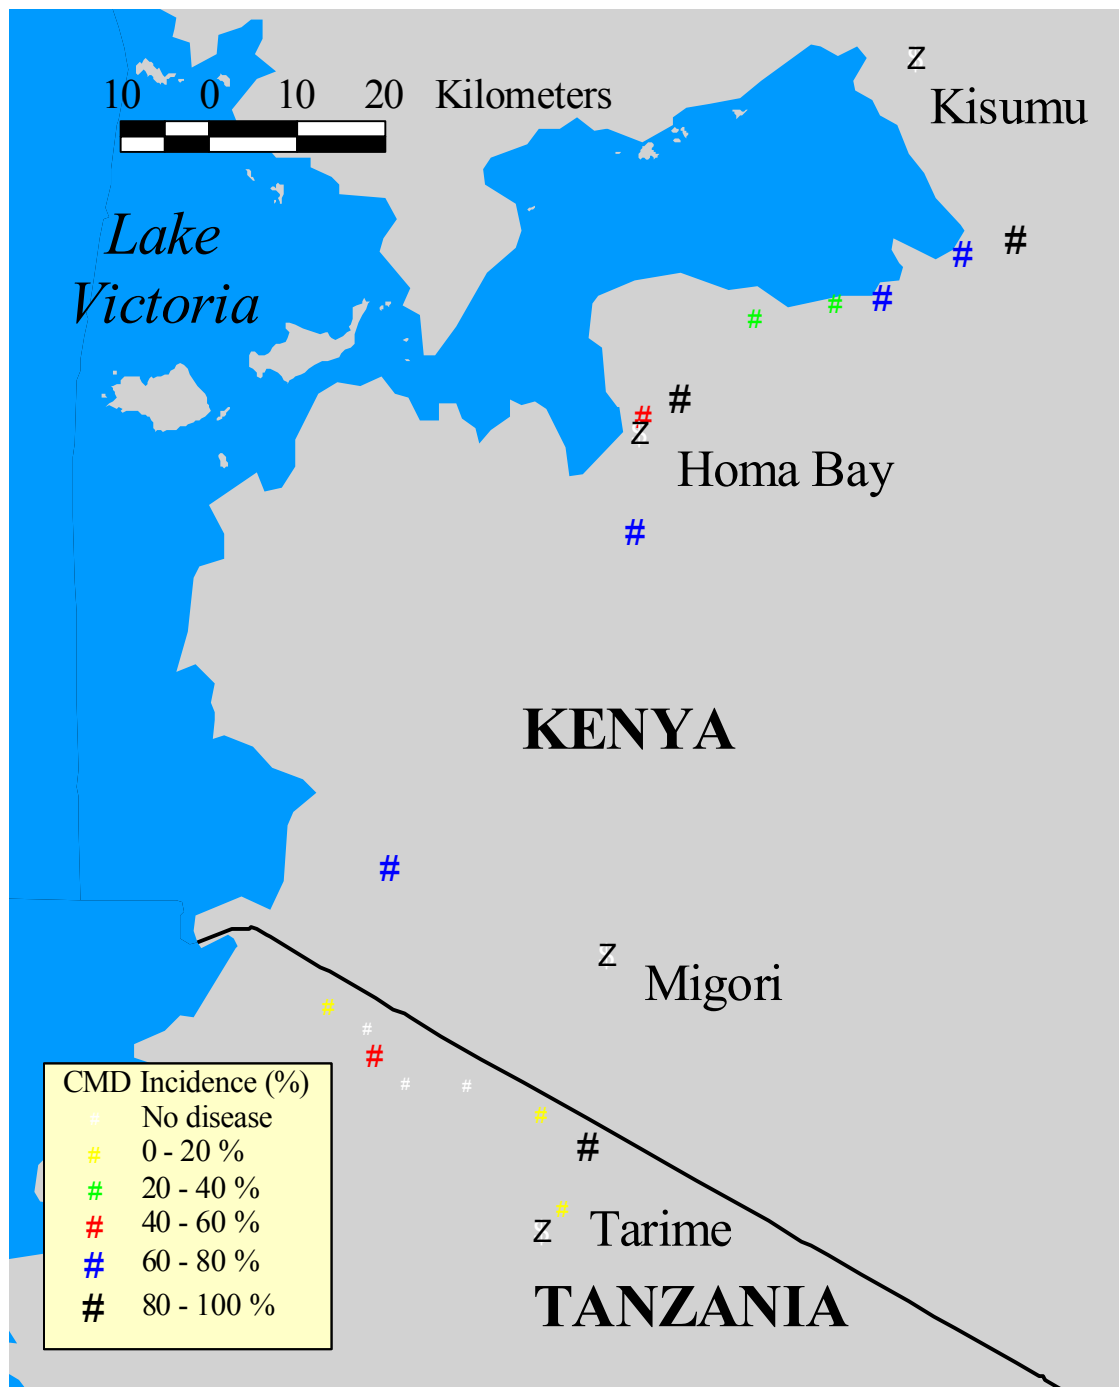 10 0 10 20 Kilometers
Z
Kisumu
Lake
Victoria
#
#
#
#
#
#
#
Z
Homa Bay
#
KENYA
#
Z
Migori
#
#
#
#
#
#
#
#
Z
Tarime
TANZANIA
CMD Incidence (%)
# No disease
# 0 - 20 %
# 20 - 40 %
# 40 - 60 %
# 60 - 80 %
# 80 - 100 %